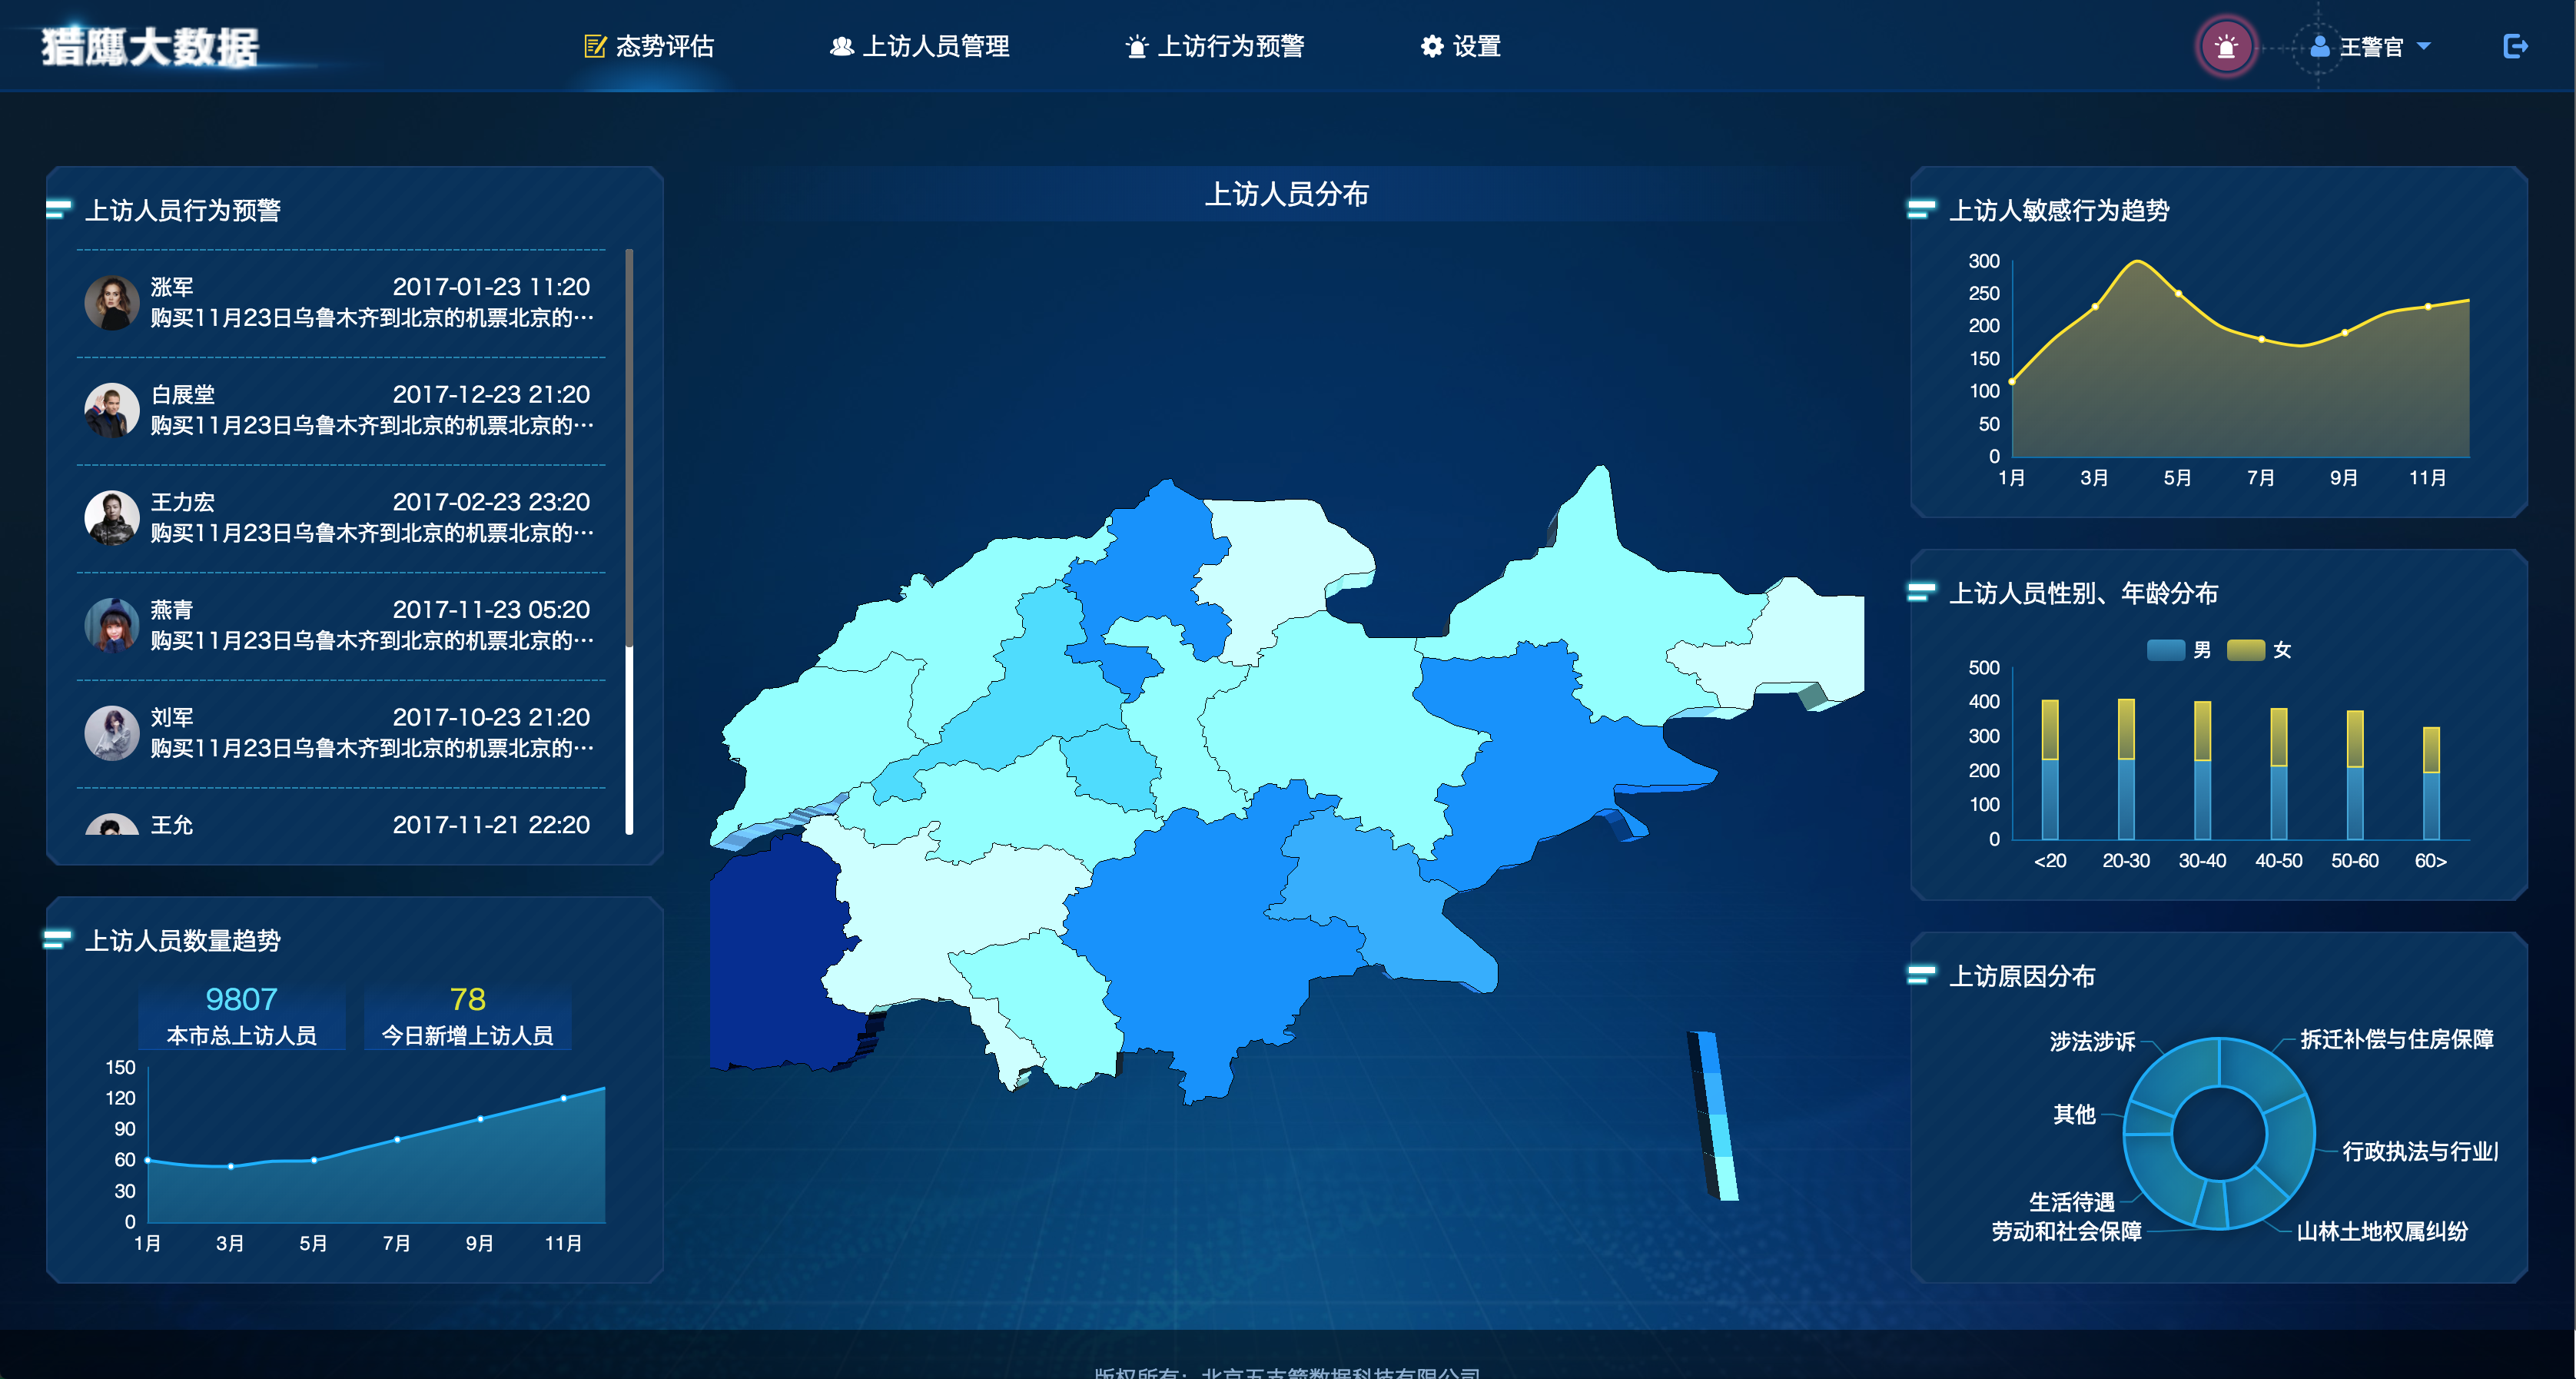 猎鹰大数据
态势评估
上访人员管理
上访行为预警
设置
王警官
上访人员行为预警
涨军 2017-01-23 11:20
购买11月23日乌鲁木齐到北京的机票北京的…
白展堂 2017-12-23 21:20
购买11月23日乌鲁木齐到北京的机票北京的…
王力宏 2017-02-23 23:20
购买11月23日乌鲁木齐到北京的机票北京的…
燕青 2017-11-23 05:20
购买11月23日乌鲁木齐到北京的机票北京的…
刘军 2017-10-23 21:20
购买11月23日乌鲁木齐到北京的机票北京的…
王允 2017-11-21 22:20
上访人员数量趋势
9807
本市总上访人员
78
今日新增上访人员
150
120
90
60
30
0
1月 3月 5月 7月 9月 11月
上访人员分布
上访人敏感行为趋势
300
250
200
150
100
50
0
1月 3月 5月 7月 9月 11月
上访人员性别、年龄分布
男 女
500
400
300
200
100
0
<20 20-30 30-40 40-50 50-60 60>
上访原因分布
涉法涉诉
拆迁补偿与住房保障
其他
行政执法与行业
生活待遇
劳动和社会保障
山林土地权属纠纷
版权所有：北京五支箭数据科技有限公司